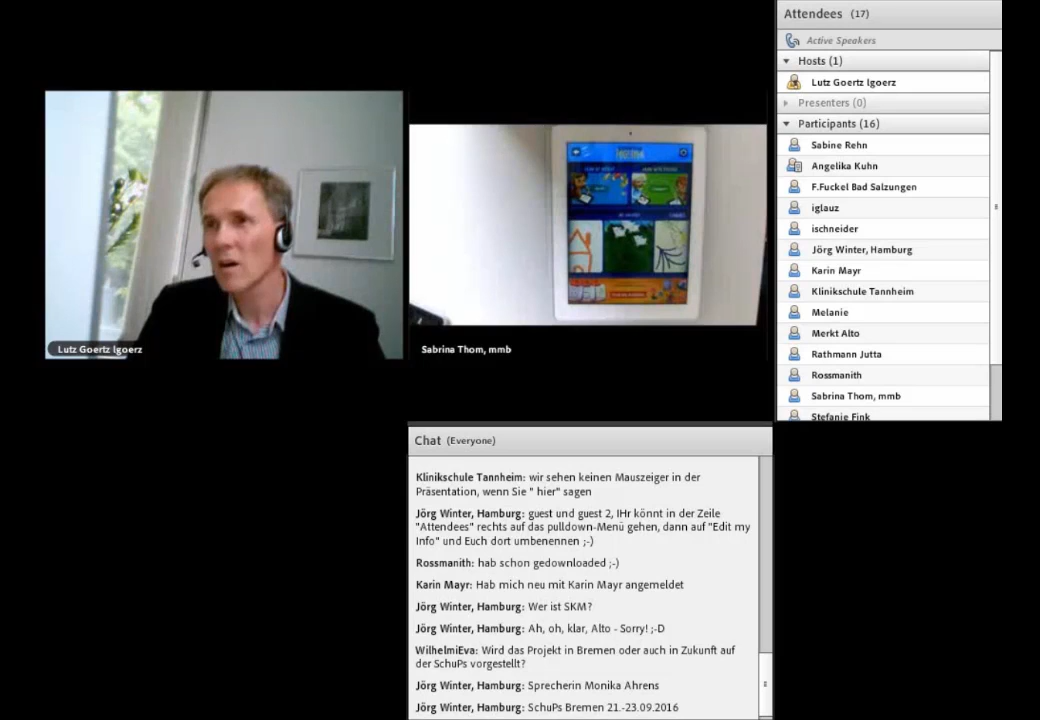 Attendees (17)
Active Speakers
Hosts (1)
Lutz Goertz lgoerz
Presenters (0)
Participants (16)
Sabine Rehn
Angelika Kuhn
F.Fuckel Bad Salzungen
iglauz
ischneider
Jörg Winter, Hamburg
Karin Mayr
Klinikschule Tannheim
Melanie
Merkt Alto
Rathmann Jutta
Rossmanith
Sabrina Thom, mmb
Stefanie Fink
Lutz Goertz lgoerz
Sabrina Thom, mmb
Chat (Everyone)
Klinikschule Tannheim: wir sehen keinen Mauszeiger in der
Präsentation, wenn Sie " hier" sagen
Jörg Winter, Hamburg: guest und guest 2, IHr könnt in der Zeile
"Attendees" rechts auf das pulldown-Menü gehen, dann auf "Edit my
Info" und Euch dort umbenennen ;-)
Rossmanith: hab schon gedownloaded ;-)
Karin Mayr: Hab mich neu mit Karin Mayr angemeldet
Jörg Winter, Hamburg: Wer ist SKM?
Jörg Winter, Hamburg: Ah, oh, klar, Alto - Sorry! ;-D
WilhelmiEva: Wird das Projekt in Bremen oder auch in Zukunft auf
der SchuPs vorgestellt?
Jörg Winter, Hamburg: Sprecherin Monika Ahrens
Jörg Winter, Hamburg: SchuPs Bremen 21.-23.09.2016